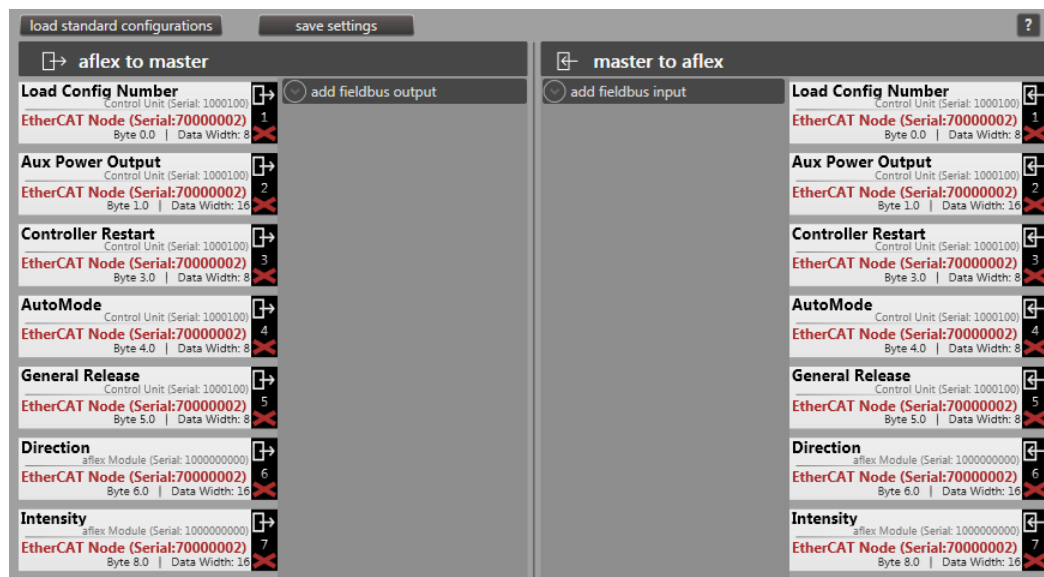 load standard configurations
save settings
?
aflex to master
add fieldbus output
Load Config Number
Control Unit (Serial: 1000100)
EtherCAT Node (Serial:70000002)
Byte 0.0 | Data Width: 8
1
Aux Power Output
Control Unit (Serial: 1000100)
EtherCAT Node (Serial:70000002)
Byte 1.0 | Data Width: 16
2
Controller Restart
Control Unit (Serial: 1000100)
EtherCAT Node (Serial:70000002)
Byte 3.0 | Data Width: 8
3
AutoMode
Control Unit (Serial: 1000100)
EtherCAT Node (Serial:70000002)
Byte 4.0 | Data Width: 8
4
General Release
Control Unit (Serial: 1000100)
EtherCAT Node (Serial:70000002)
Byte 5.0 | Data Width: 8
5
Direction
aflex Module (Serial: 1000000000)
EtherCAT Node (Serial:70000002)
Byte 6.0 | Data Width: 16
6
Intensity
aflex Module (Serial: 1000000000)
EtherCAT Node (Serial:70000002)
Byte 8.0 | Data Width: 16
7
master to aflex
add fieldbus input
Load Config Number
Control Unit (Serial: 1000100)
EtherCAT Node (Serial:70000002)
Byte 0.0 | Data Width: 8
1
Aux Power Output
Control Unit (Serial: 1000100)
EtherCAT Node (Serial:70000002)
Byte 1.0 | Data Width: 16
2
Controller Restart
Control Unit (Serial: 1000100)
EtherCAT Node (Serial:70000002)
Byte 3.0 | Data Width: 8
3
AutoMode
Control Unit (Serial: 1000100)
EtherCAT Node (Serial:70000002)
Byte 4.0 | Data Width: 8
4
General Release
Control Unit (Serial: 1000100)
EtherCAT Node (Serial:70000002)
Byte 5.0 | Data Width: 8
5
Direction
aflex Module (Serial: 1000000000)
EtherCAT Node (Serial:70000002)
Byte 6.0 | Data Width: 16
6
Intensity
aflex Module (Serial: 1000000000)
EtherCAT Node (Serial:70000002)
Byte 8.0 | Data Width: 16
7